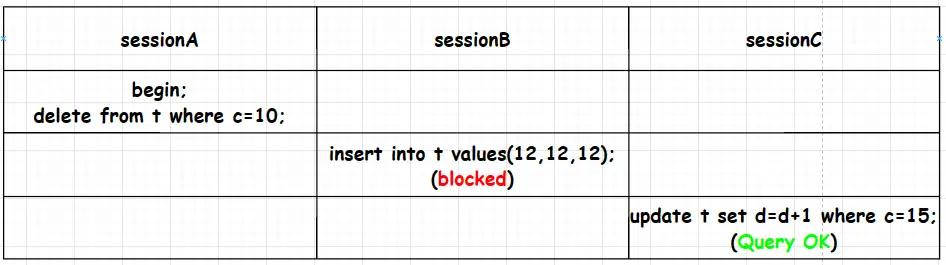 sessionA
sessionB
sessionC
begin;
delete from t where c=10;
insert into t values(12,12,12);
(blocked)
update t set d=d+1 where c=15;
(Query OK)